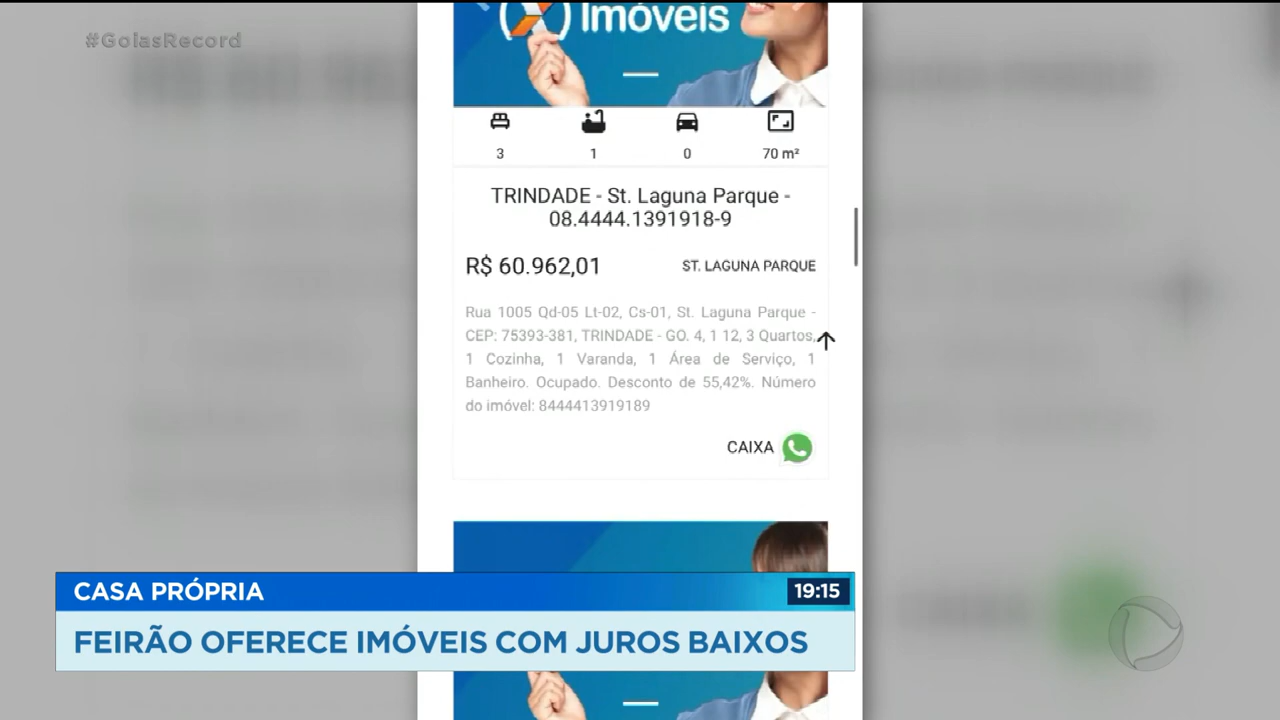 #GoiasRecord
Imóveis
3
1
0
70 m²
TRINDADE - St. Laguna Parque -
08.4444.1391918-9
R$ 60.962,01
ST. LAGUNA PARQUE
Rua 1005 Qd-05 Lt-02, Cs-01, St. Laguna Parque -
CEP: 75393-381, TRINDADE - GO. 4, 1 12, 3 Quartos,
1 Cozinha, 1 Varanda, 1 Área de Serviço, 1
Banheiro. Ocupado. Desconto de 55,42%. Número
do imóvel: 8444413919189
CAIXA
CASA PRÓPRIA
19:15
FEIRÃO OFERECE IMÓVEIS COM JUROS BAIXOS